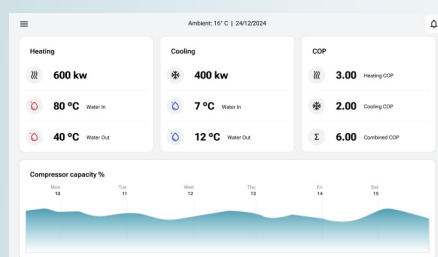 Ambient: 16° C | 24/12/2024
Heating
600 kw
80 ºC Water In
40 ºC Water Out
Cooling
400 kw
7 ºC Water In
12 ºC Water Out
COP
3.00 Heating COP
2.00 Cooling COP
Σ 6.00 Combined COP
Compressor capacity %
Mon Tue Wed Thu Fri Sat
10 11 12 13 14 15